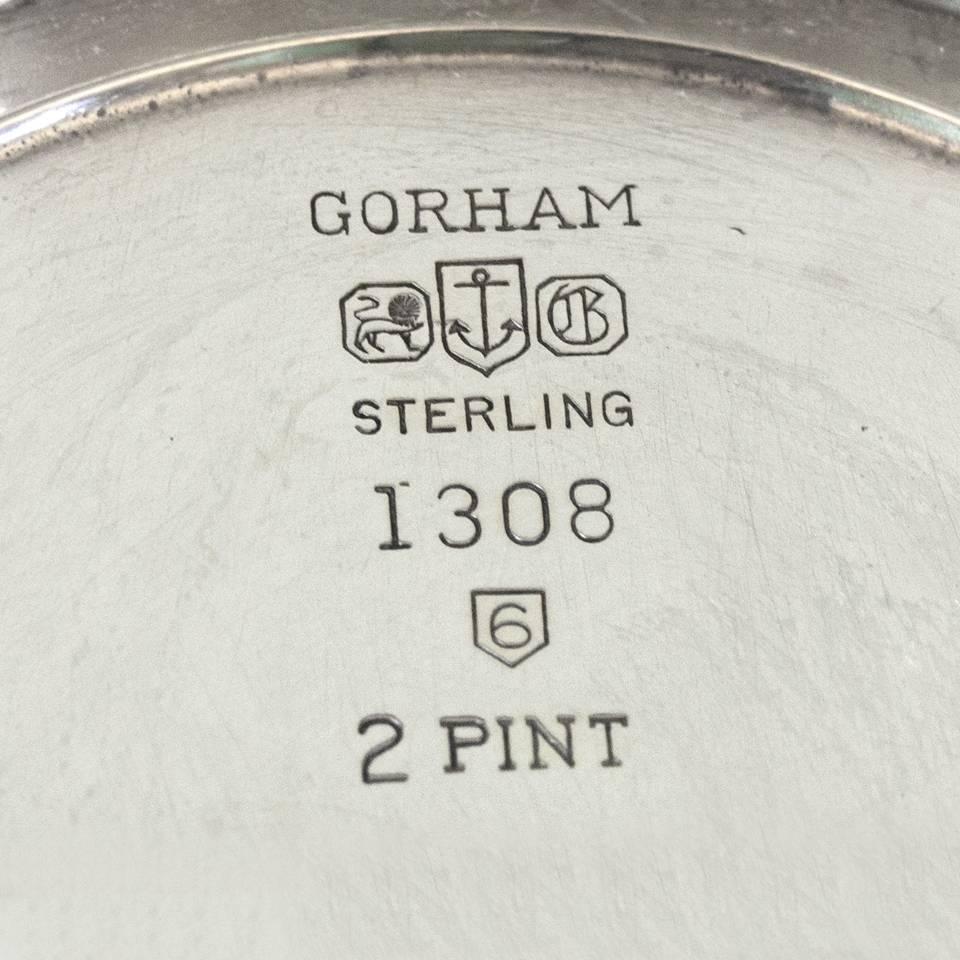 GORHAM
G
STERLING
1308
6
2 PINT